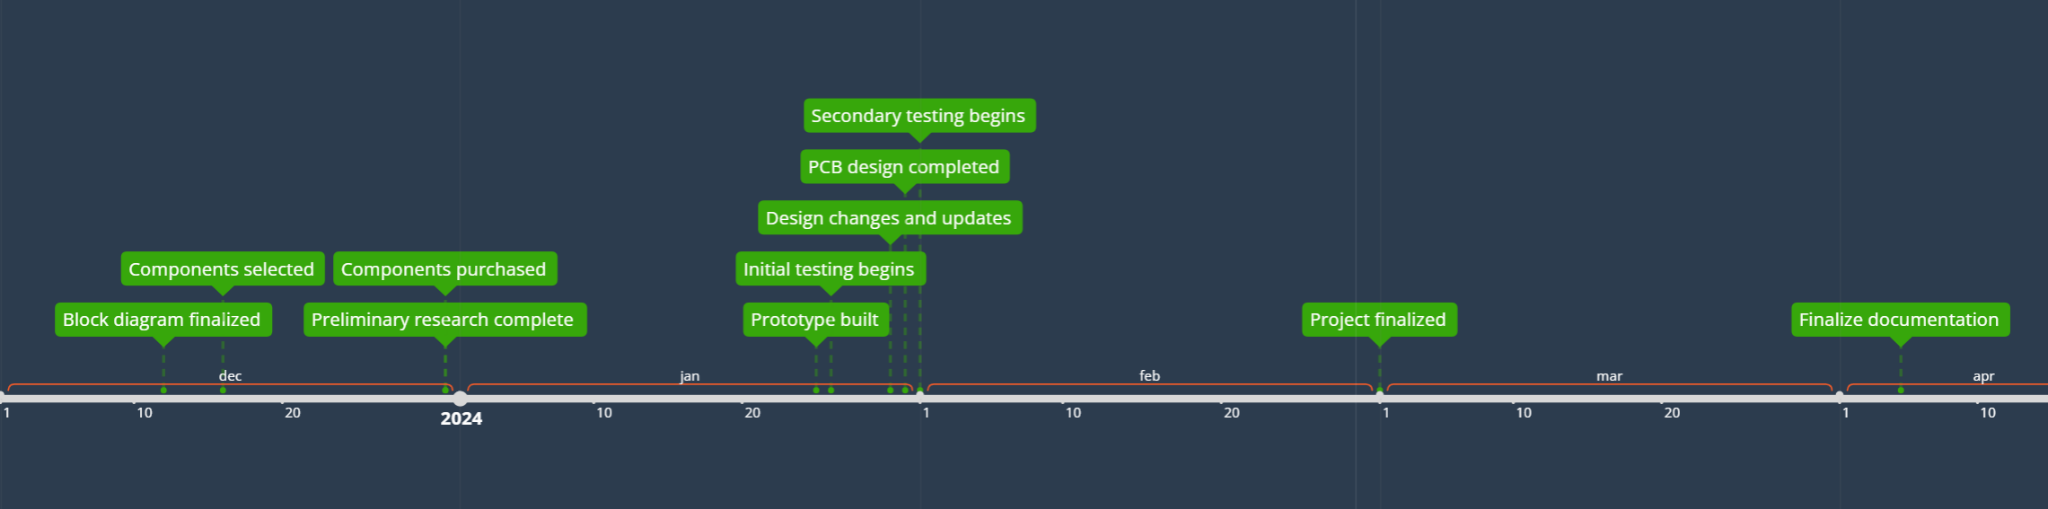 Secondary testing begins
PCB design completed
Design changes and updates
Components selected
Components purchased
Initial testing begins
Block diagram finalized
Preliminary research complete
Prototype built
Project finalized
Finalize documentation
dec jan feb mar apr
1 10 20 2024 10 20 1 10 20 1 10 20 1 10